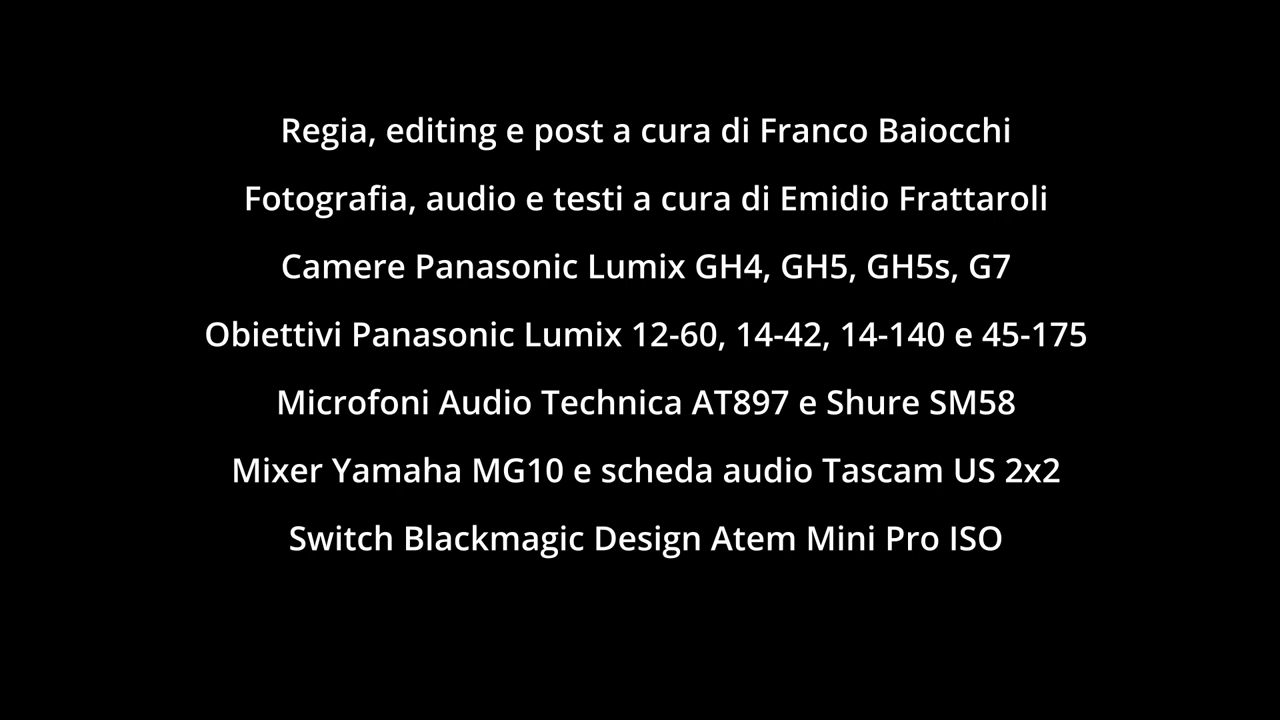 Regia, editing e post a cura di Franco Baiocchi
Fotografia, audio e testi a cura di Emidio Frattaroli
Camere Panasonic Lumix GH4, GH5, GH5s, G7
Obiettivi Panasonic Lumix 12-60, 14-42, 14-140 e 45-175
Microfoni Audio Technica AT897 e Shure SM58
Mixer Yamaha MG10 e scheda audio Tascam US 2x2
Switch Blackmagic Design Atem Mini Pro ISO